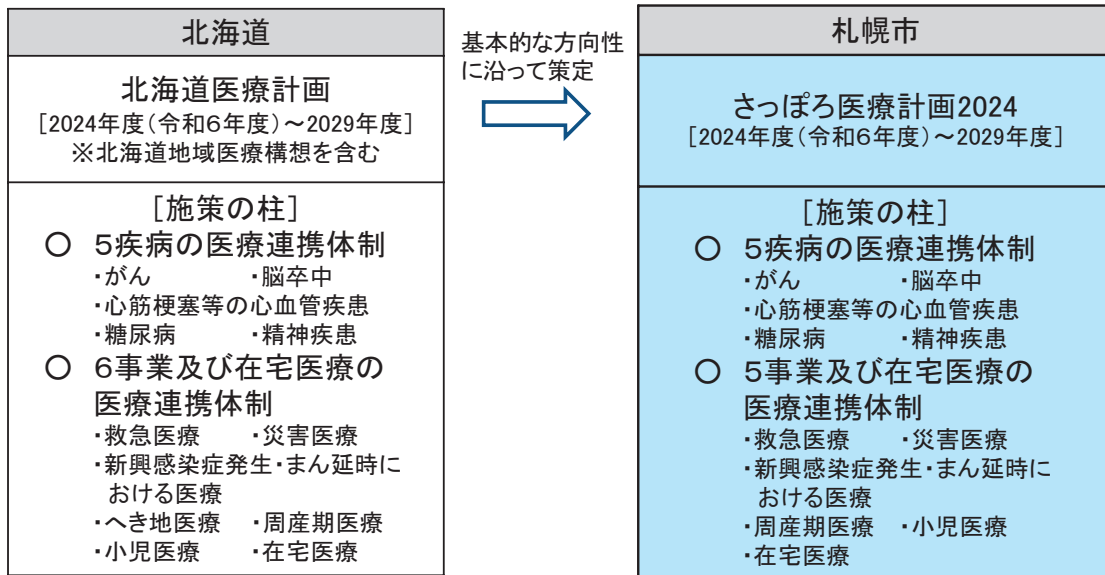 北海道
北海道医療計画
[2024年度(令和6年度)~2029年度]
※北海道地域医療構想を含む
[施策の柱]
○ 5疾病の医療連携体制
・がん ・脳卒中
・心筋梗塞等の心血管疾患
・糖尿病 ・精神疾患
○ 6事業及び在宅医療の
医療連携体制
・救急医療 ・災害医療
・新興感染症発生・まん延時に
おける医療
・へき地医療 ・周産期医療
・小児医療 ・在宅医療
基本的な方向性
に沿って策定
札幌市
さっぽろ医療計画2024
[2024年度(令和6年度)~2029年度]
[施策の柱]
○ 5疾病の医療連携体制
・がん ・脳卒中
・心筋梗塞等の心血管疾患
・糖尿病 ・精神疾患
○ 5事業及び在宅医療の
医療連携体制
・救急医療 ・災害医療
・新興感染症発生・まん延時に
おける医療
・周産期医療 ・小児医療
・在宅医療